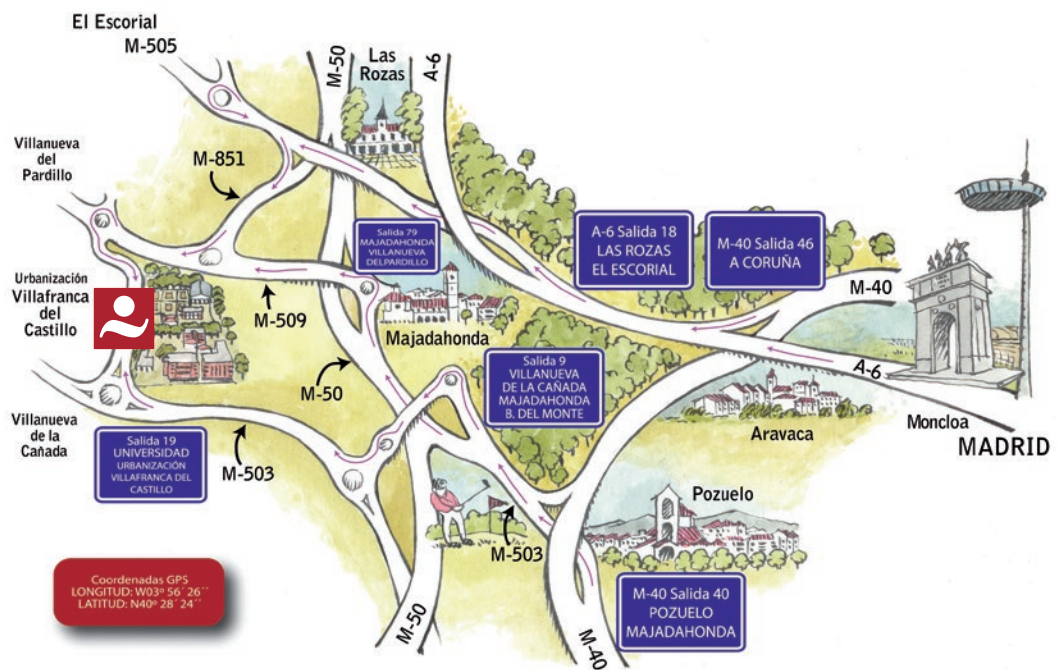 El Escorial
M-505
M-50
Las
Rozas
A-6
Villanueva
del
Pardillo
M-851
Salida 79
MAJADAHONDA
VILLANUEVA
DELPARDILLO
A-6 Salida 18
LAS ROZAS
EL ESCORIAL
M-40 Salida 46
A CORUÑA
M-40
Urbanización
Villafranca
del
Castillo
M-509
Majadahonda
M-50
Salida 9
VILLANUEVA
DE LA CAÑADA
MAJADAHONDA
B. DEL MONTE
A-6
Moncloa
MADRID
Aravaca
Villanueva
de la
Cañada
Salida 19
UNIVERSIDAD
URBANIZACIÓN
VILLAFRANCA DEL
CASTILLO
M-503
Pozuelo
M-503
Coordenadas GPS
LONGITUD: W03º 56´ 26´´
LATITUD: N40º 28´ 24´´
M-50
M-40
M-40 Salida 40
POZUELO
MAJADAHONDA